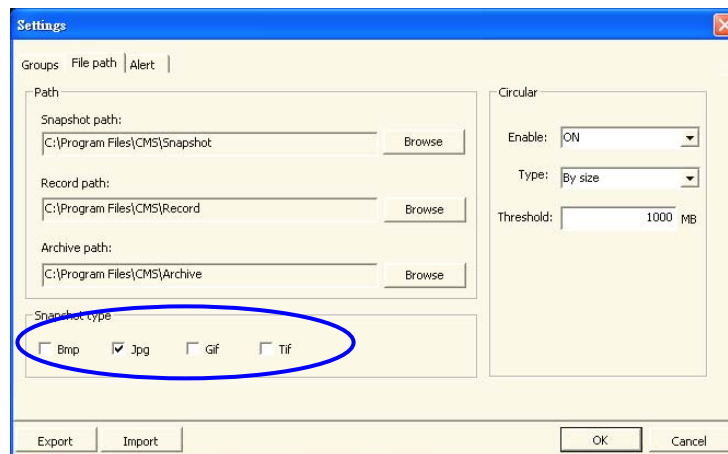 Settings
Groups File path Alert
Path
Snapshot path:
C:\Program Files\CMS\Snapshot Browse
Record path:
C:\Program Files\CMS\Record Browse
Archive path:
C:\Program Files\CMS\Archive Browse
Snapshot type
Bmp Jpg Gif Tif
Circular
Enable: ON
Type: By size
Threshold: 1000 MB
Export Import OK Cancel